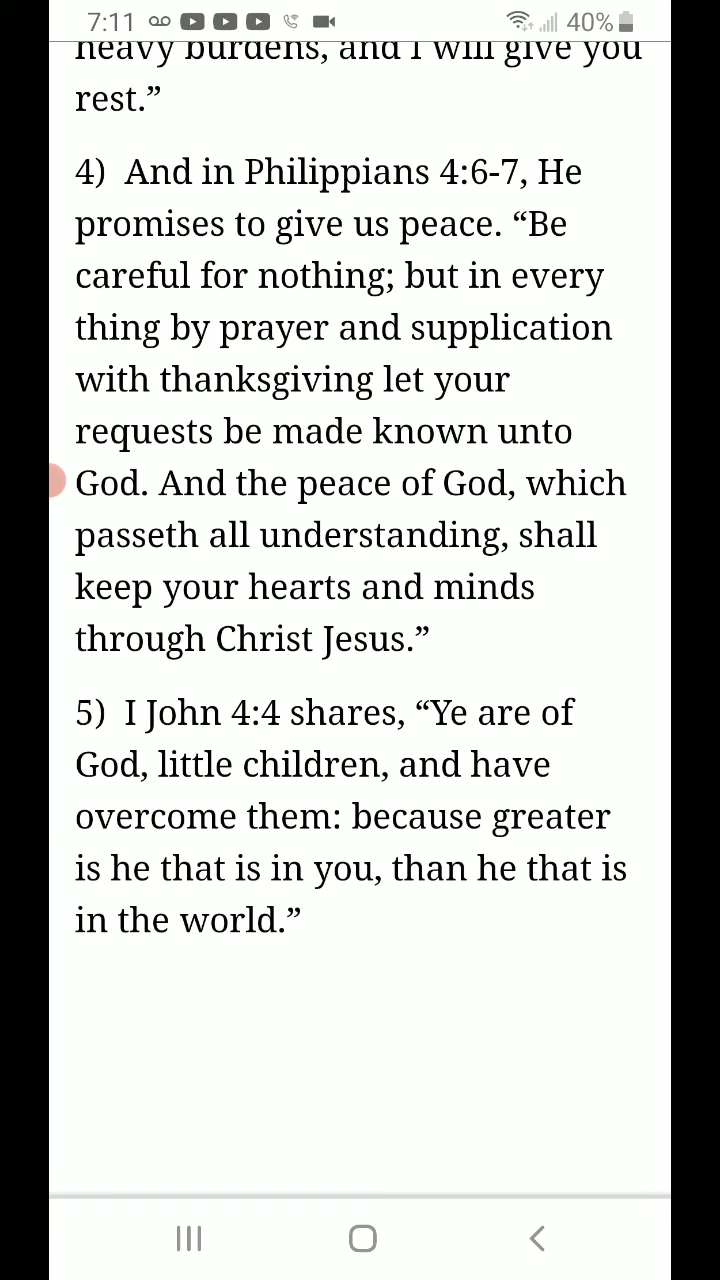 7:11 40%
heavy burdens, and I will give you
rest.”
4) And in Philippians 4:6-7, He
promises to give us peace. “Be
careful for nothing; but in every
thing by prayer and supplication
with thanksgiving let your
requests be made known unto
God. And the peace of God, which
passeth all understanding, shall
keep your hearts and minds
through Christ Jesus.”
5) I John 4:4 shares, “Ye are of
God, little children, and have
overcome them: because greater
is he that is in you, than he that is
in the world.”